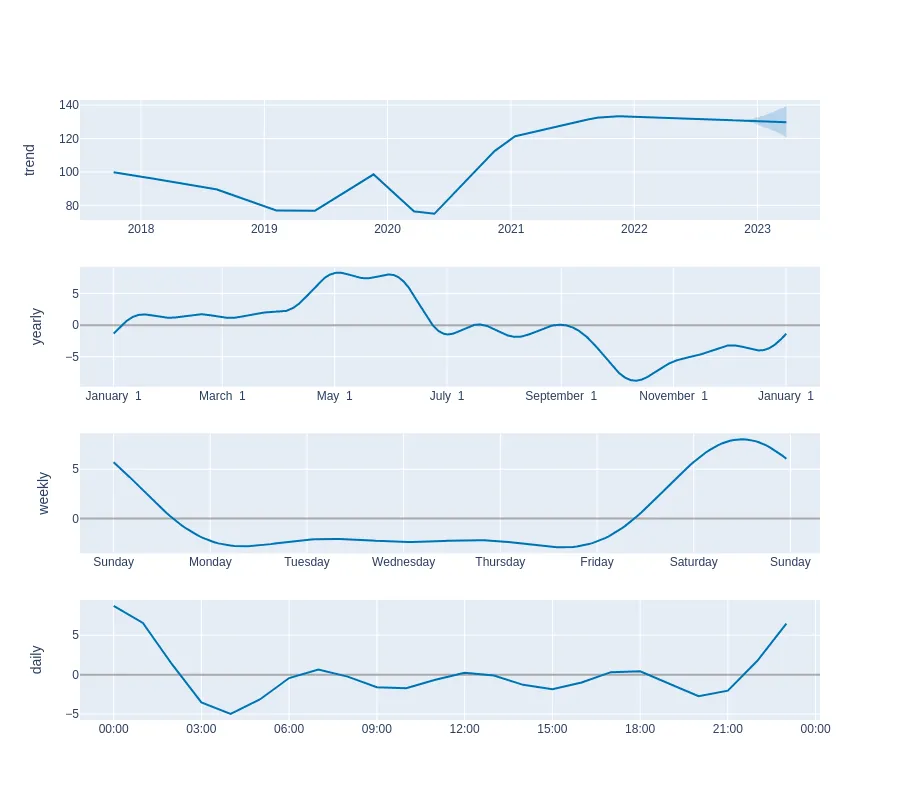 trend
140
120
100
80
2018 2019 2020 2021 2022 2023
yearly
5
0
−5
January 1 March 1 May 1 July 1 September 1 November 1 January 1
weekly
5
0
Sunday Monday Tuesday Wednesday Thursday Friday Saturday Sunday
daily
5
0
−5
00:00 03:00 06:00 09:00 12:00 15:00 18:00 21:00 00:00